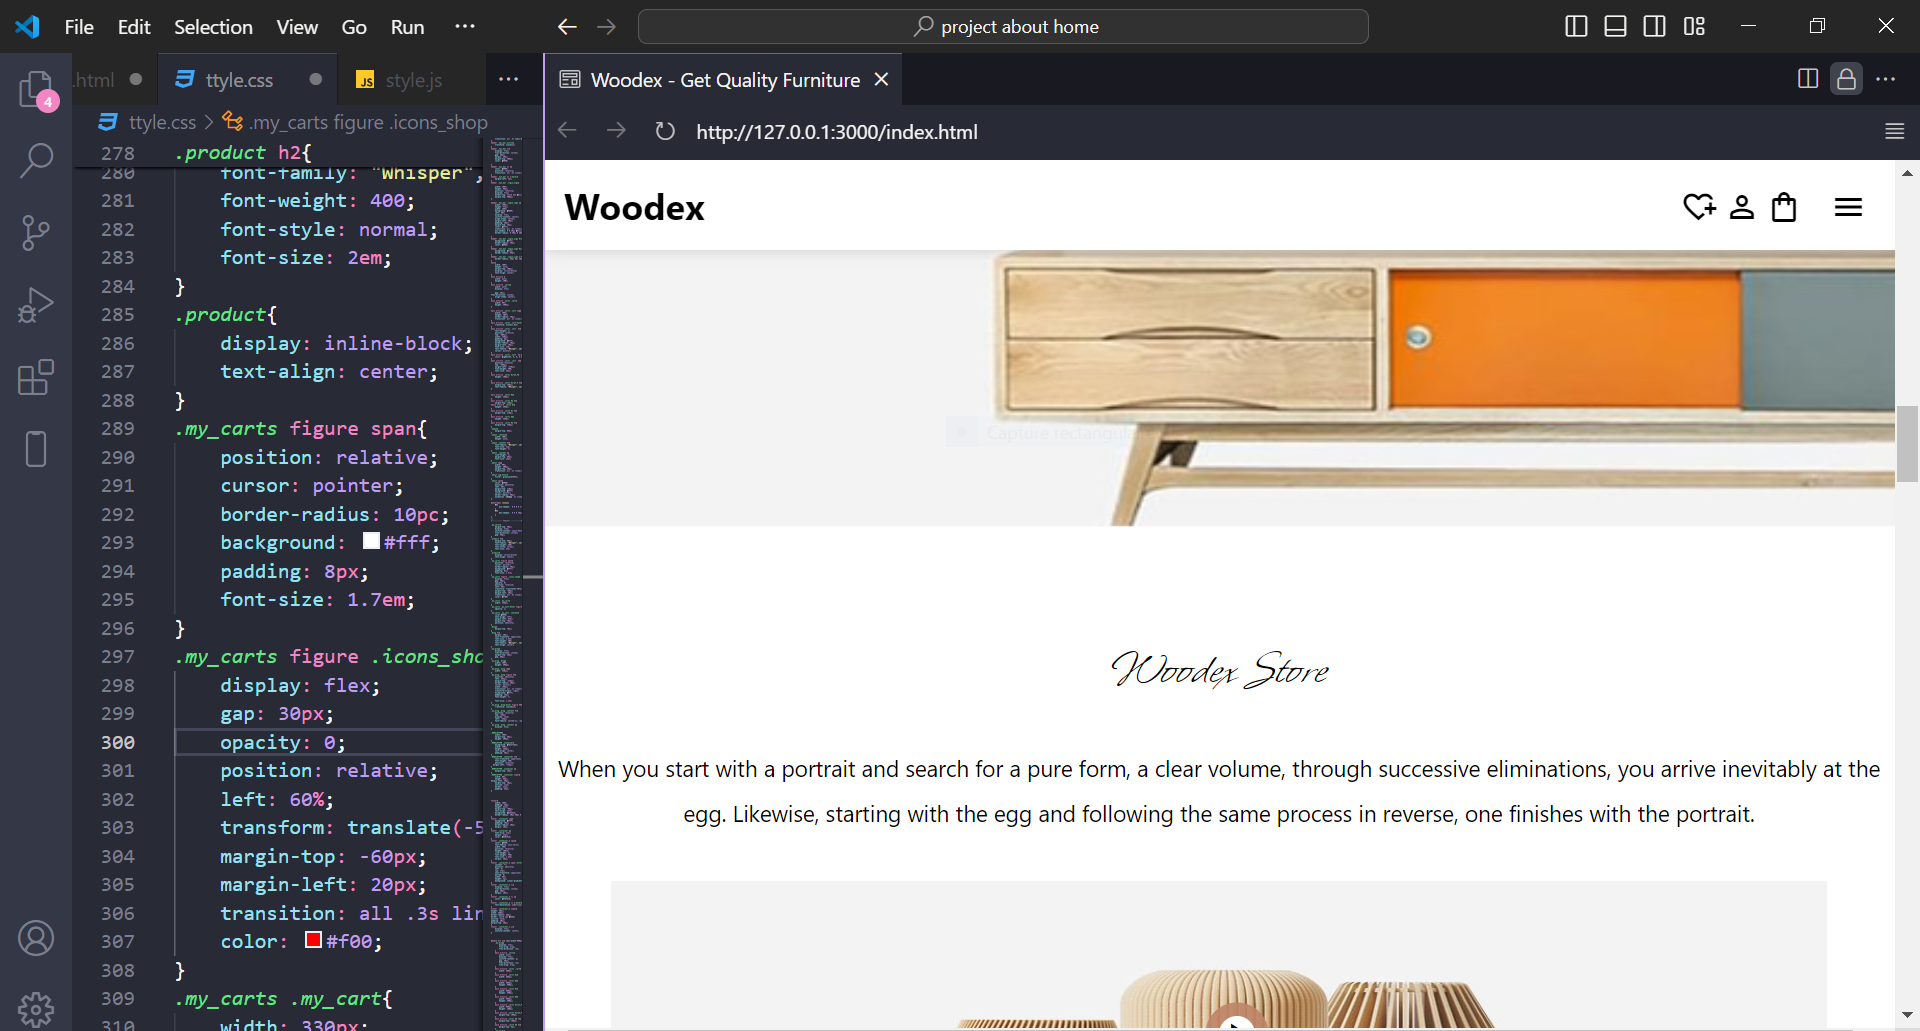 File Edit Selection View Go Run ···
project about home
.html
ttyle.css
style.js
Woodex - Get Quality Furniture
4
ttyle.css > .my_carts figure .icons_shop
http://127.0.0.1:3000/index.html
278 .product h2{
280 font-family: "Whisper",
281 font-weight: 400;
282 font-style: normal;
283 font-size: 2em;
284 }
285 .product{
286 display: inline-block;
287 text-align: center;
288 }
289 .my_carts figure span{
290 position: relative;
291 cursor: pointer;
292 border-radius: 10pc;
293 background: #fff;
294 padding: 8px;
295 font-size: 1.7em;
296 }
297 .my_carts figure .icons_sho
298 display: flex;
299 gap: 30px;
300 opacity: 0;
301 position: relative;
302 left: 60%;
303 transform: translate(-5
304 margin-top: -60px;
305 margin-left: 20px;
306 transition: all .3s lin
307 color: #f00;
308 }
309 .my_carts .my_cart{
310 width: 330px;
Woodex
Capture rectangula
Woodex Store
When you start with a portrait and search for a pure form, a clear volume, through successive eliminations, you arrive inevitably at the
egg. Likewise, starting with the egg and following the same process in reverse, one finishes with the portrait.